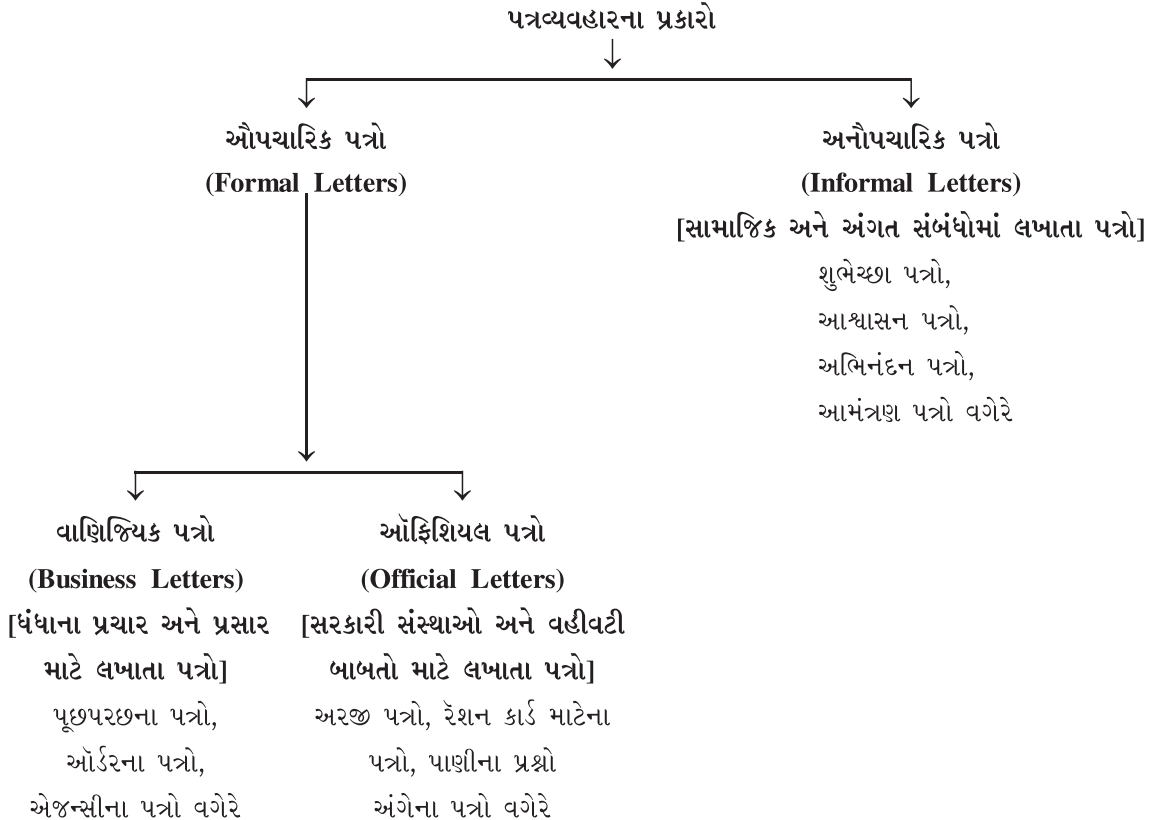 પત્રવ્યવહારના પ્રકારો
ઔપચારિક પત્રો
(Formal Letters)
અનૌપચારિક પત્રો
(Informal Letters)
[સામાજિક અને અંગત સંબંધોમાં લખાતા પત્રો]
શુભેચ્છા પત્રો,
આશ્વાસન પત્રો,
અભિનંદન પત્રો,
આમંત્રણ પત્રો વગેરે
વાણિજ્યિક પત્રો
(Business Letters)
[ધંધાના પ્રચાર અને પ્રસાર
માટે લખાતા પત્રો]
પૂછપરછના પત્રો,
ઑર્ડરના પત્રો,
એજન્સીના પત્રો વગેરે
ઑફિશિયલ પત્રો
(Official Letters)
[સરકારી સંસ્થાઓ અને વહીવટી
બાબતો માટે લખાતા પત્રો]
અરજી પત્રો, રૅશન કાર્ડ માટેના
પત્રો, પાણીના પ્રશ્નો
અંગેના પત્રો વગેરે